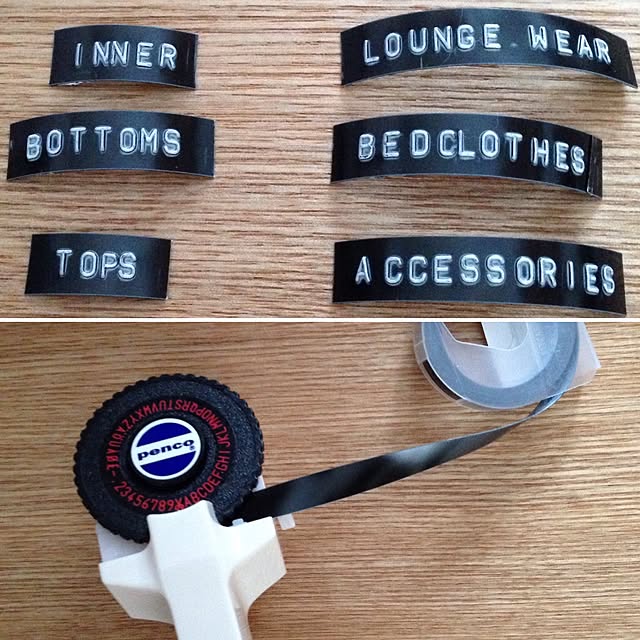 INNER
BOTTOMS
TOPS
LOUNGE WEAR
BEDCLOTHES
ACCESSORIES
penco®